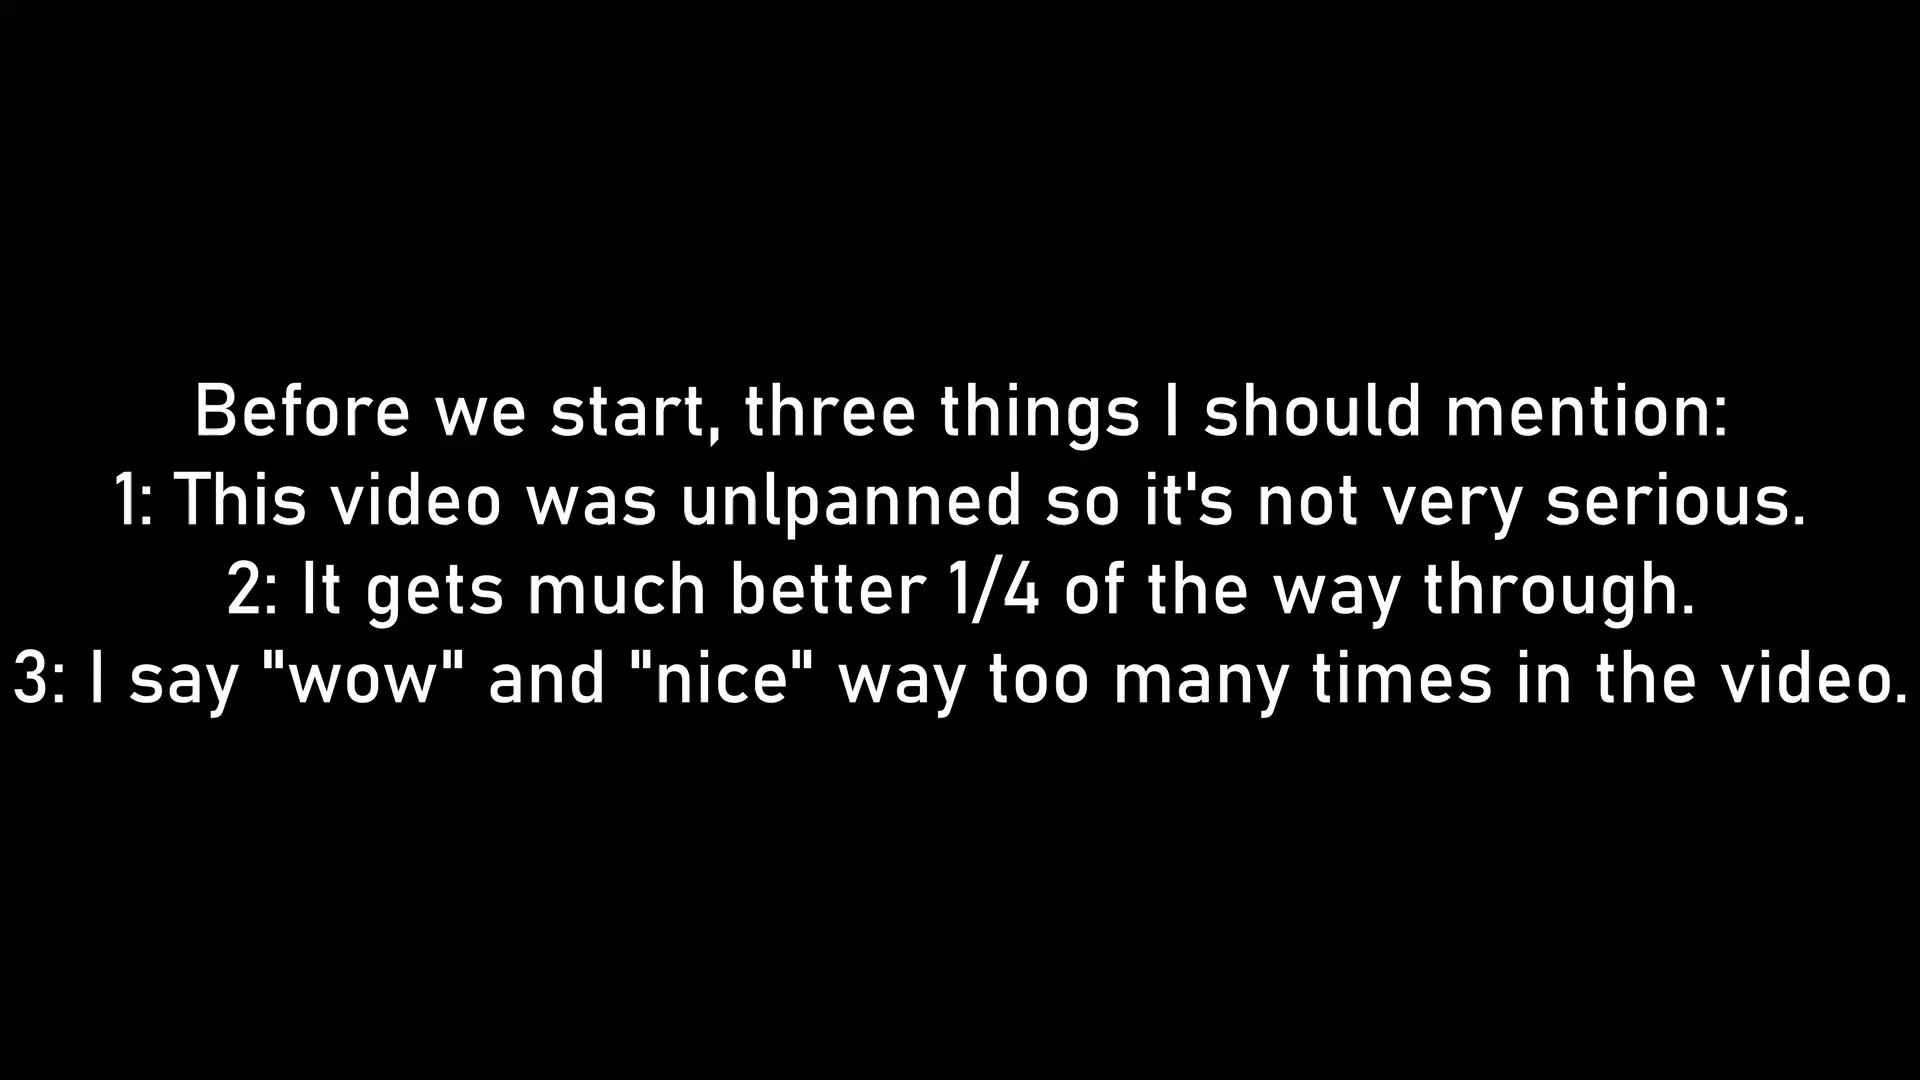 Before we start, three things I should mention:
1: This video was unlpanned so it's not very serious.
2: It gets much better 1/4 of the way through.
3: I say "wow" and "nice" way too many times in the video.